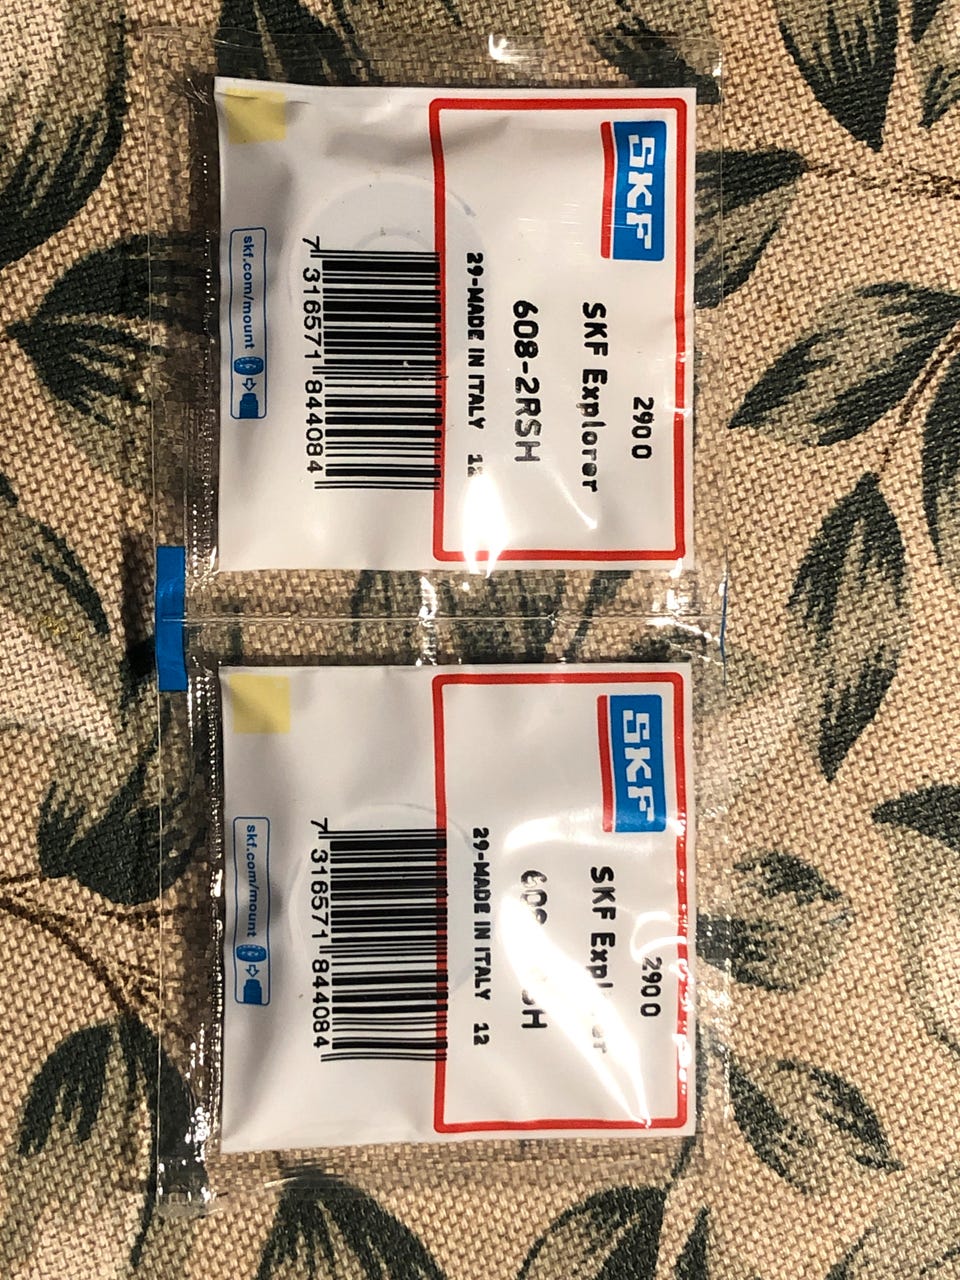 SKF
2900
SKF Explorer
608-2RSH
29-MADE IN ITALY 12
7 316571 844084
skf.com/mount
SKF
2900
SKF
29-MADE IN ITALY 12
7 316571 844084
skf.com/mount